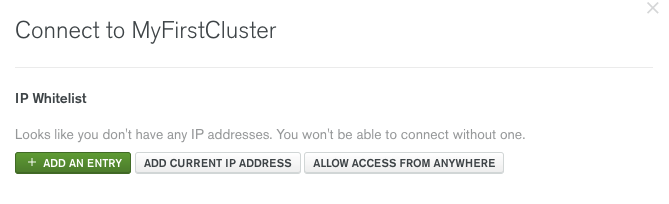 Connect to MyFirstCluster
IP Whitelist
Looks like you don't have any IP addresses. You won't be able to connect without one.
+ ADD AN ENTRY ADD CURRENT IP ADDRESS ALLOW ACCESS FROM ANYWHERE